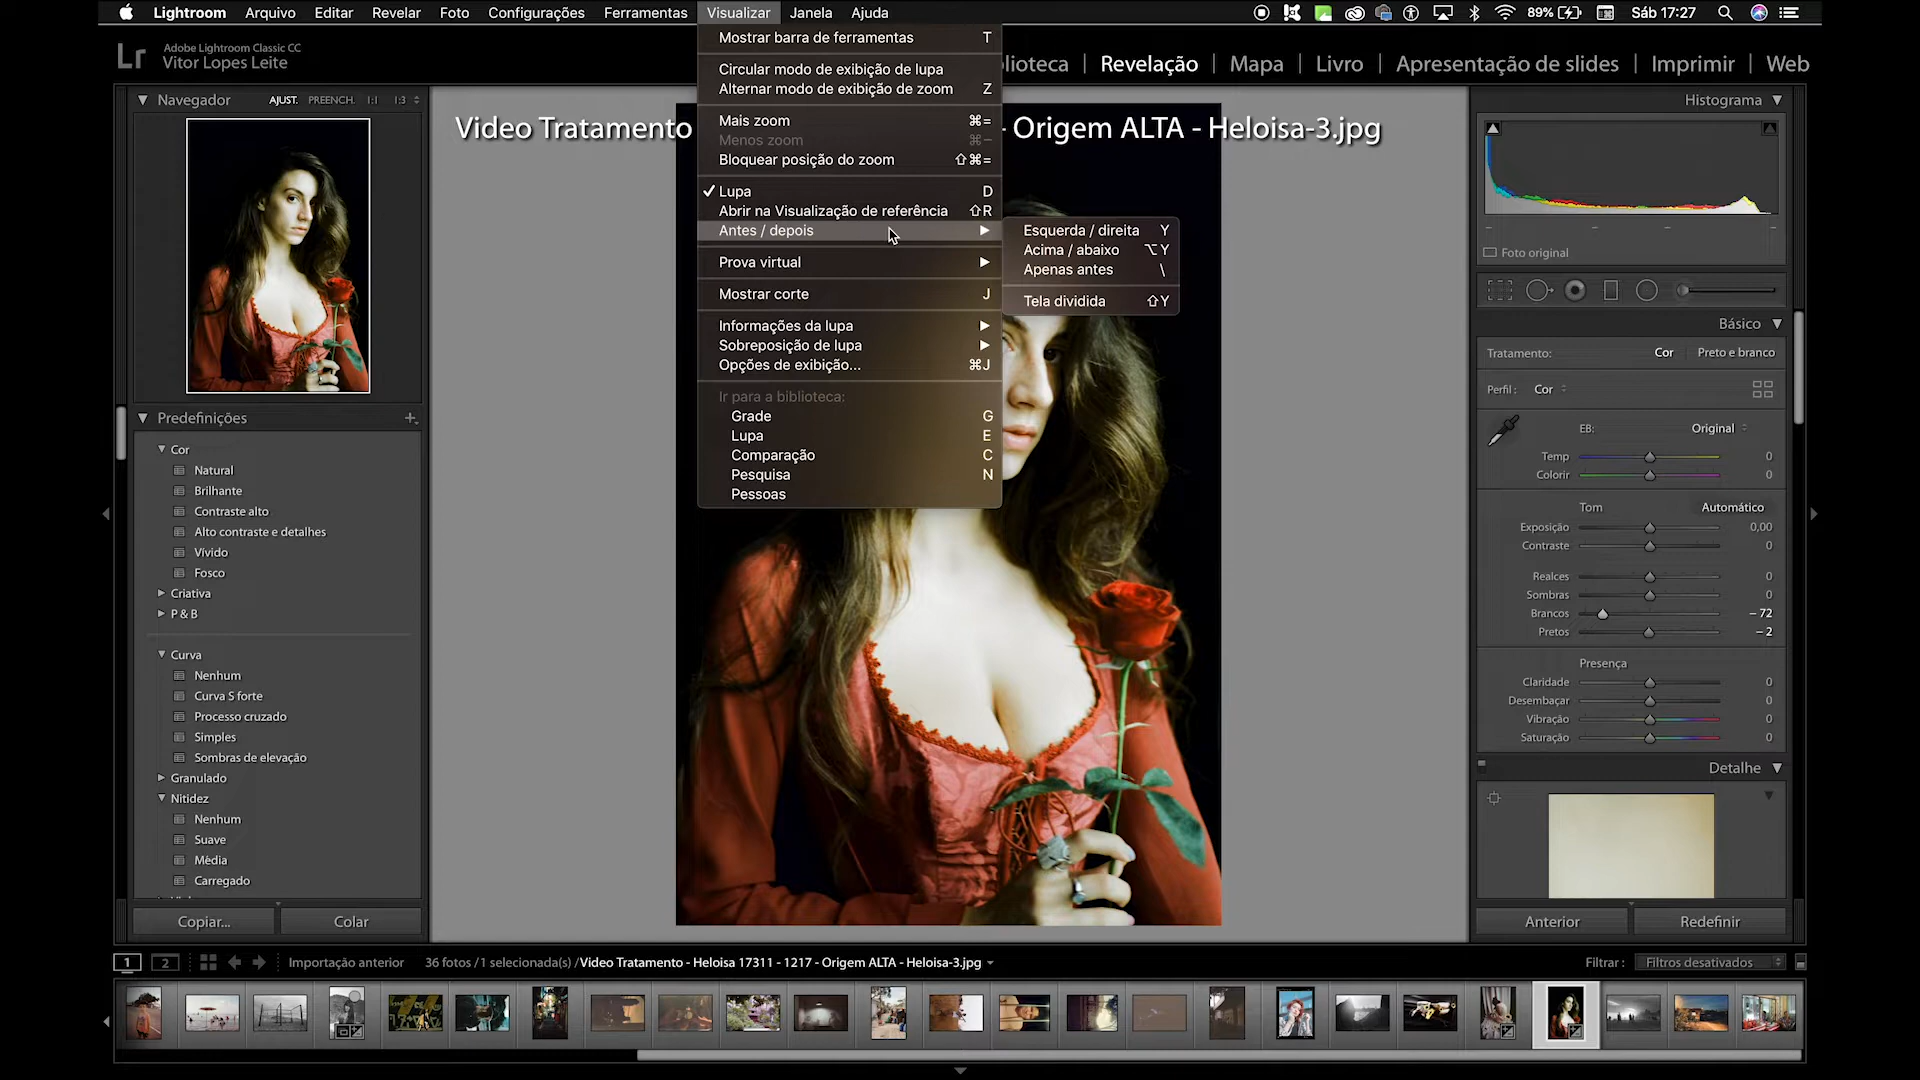 Lightroom Arquivo Editar Revelar Foto Configurações Ferramentas Visualizar Janela Ajuda 89% Sáb 17:27
Lr Adobe Lightroom Classic CC
Vitor Lopes Leite
blioteca | Revelação | Mapa | Livro | Apresentação de slides | Imprimir | Web
Navegador AJUST. PREENCH. 1:1 1:3
Video Tratamento - Origem ALTA - Heloisa-3.jpg
Mostrar barra de ferramentas T
Circular modo de exibição de lupa
Alternar modo de exibição de zoom Z
Mais zoom ⌘=
Menos zoom ⌘-
Bloquear posição do zoom ⇧⌘=
✓ Lupa D
Abrir na Visualização de referência ⇧R
Antes / depois ▶
Prova virtual ▶
Mostrar corte J
Informações da lupa ▶
Sobreposição de lupa ▶
Opções de exibição... ⌘J
Ir para a biblioteca:
Grade G
Lupa E
Comparação C
Pesquisa N
Pessoas
Esquerda / direita Y
Acima / abaixo ⌥Y
Apenas antes \
Tela dividida ⇧Y
Predefinições +
Cor
Natural
Brilhante
Contraste alto
Alto contraste e detalhes
Vívido
Fosco
Criativa
P & B
Curva
Nenhum
Curva S forte
Processo cruzado
Simples
Sombras de elevação
Granulado
Nitidez
Nenhum
Suave
Média
Carregado
Copiar... Colar
Histograma
Foto original
Básico
Tratamento: Cor Preto e branco
Perfil: Cor
EB: Original
Temp 0
Colorir 0
Tom Automático
Exposição 0,00
Contraste 0
Realces 0
Sombras 0
Brancos – 72
Pretos – 2
Presença
Claridade 0
Desembaçar 0
Vibração 0
Saturação 0
Detalhe
Anterior Redefinir
1 2 Importação anterior 36 fotos /1 selecionada(s) /Video Tratamento - Heloisa 17311 - 1217 - Origem ALTA - Heloisa-3.jpg Filtrar : Filtros desativados